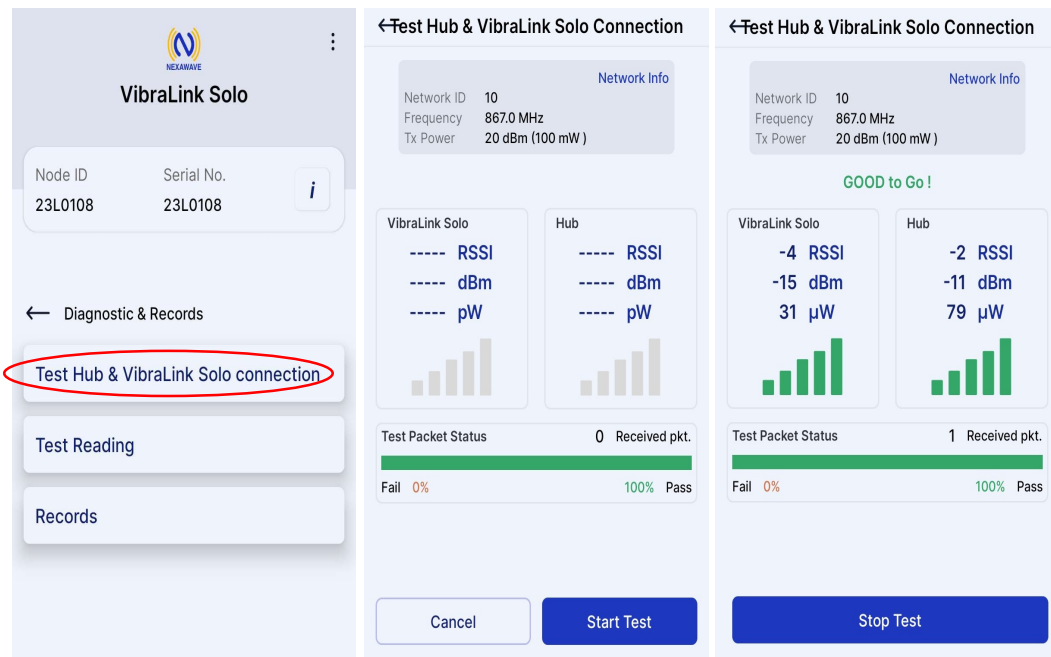 NEXAWAVE
VibraLink Solo
Node ID Serial No.
23L0108 23L0108 i
← Diagnostic & Records
Test Hub & VibraLink Solo connection
Test Reading
Records
←Test Hub & VibraLink Solo Connection
Network Info
Network ID 10
Frequency 867.0 MHz
Tx Power 20 dBm (100 mW )
VibraLink Solo
----- RSSI
----- dBm
----- pW
Hub
----- RSSI
----- dBm
----- pW
Test Packet Status 0 Received pkt.
Fail 0% 100% Pass
Cancel Start Test
←Test Hub & VibraLink Solo Connection
Network Info
Network ID 10
Frequency 867.0 MHz
Tx Power 20 dBm (100 mW )
GOOD to Go !
VibraLink Solo
-4 RSSI
-15 dBm
31 μW
Hub
-2 RSSI
-11 dBm
79 μW
Test Packet Status 1 Received pkt.
Fail 0% 100% Pass
Stop Test